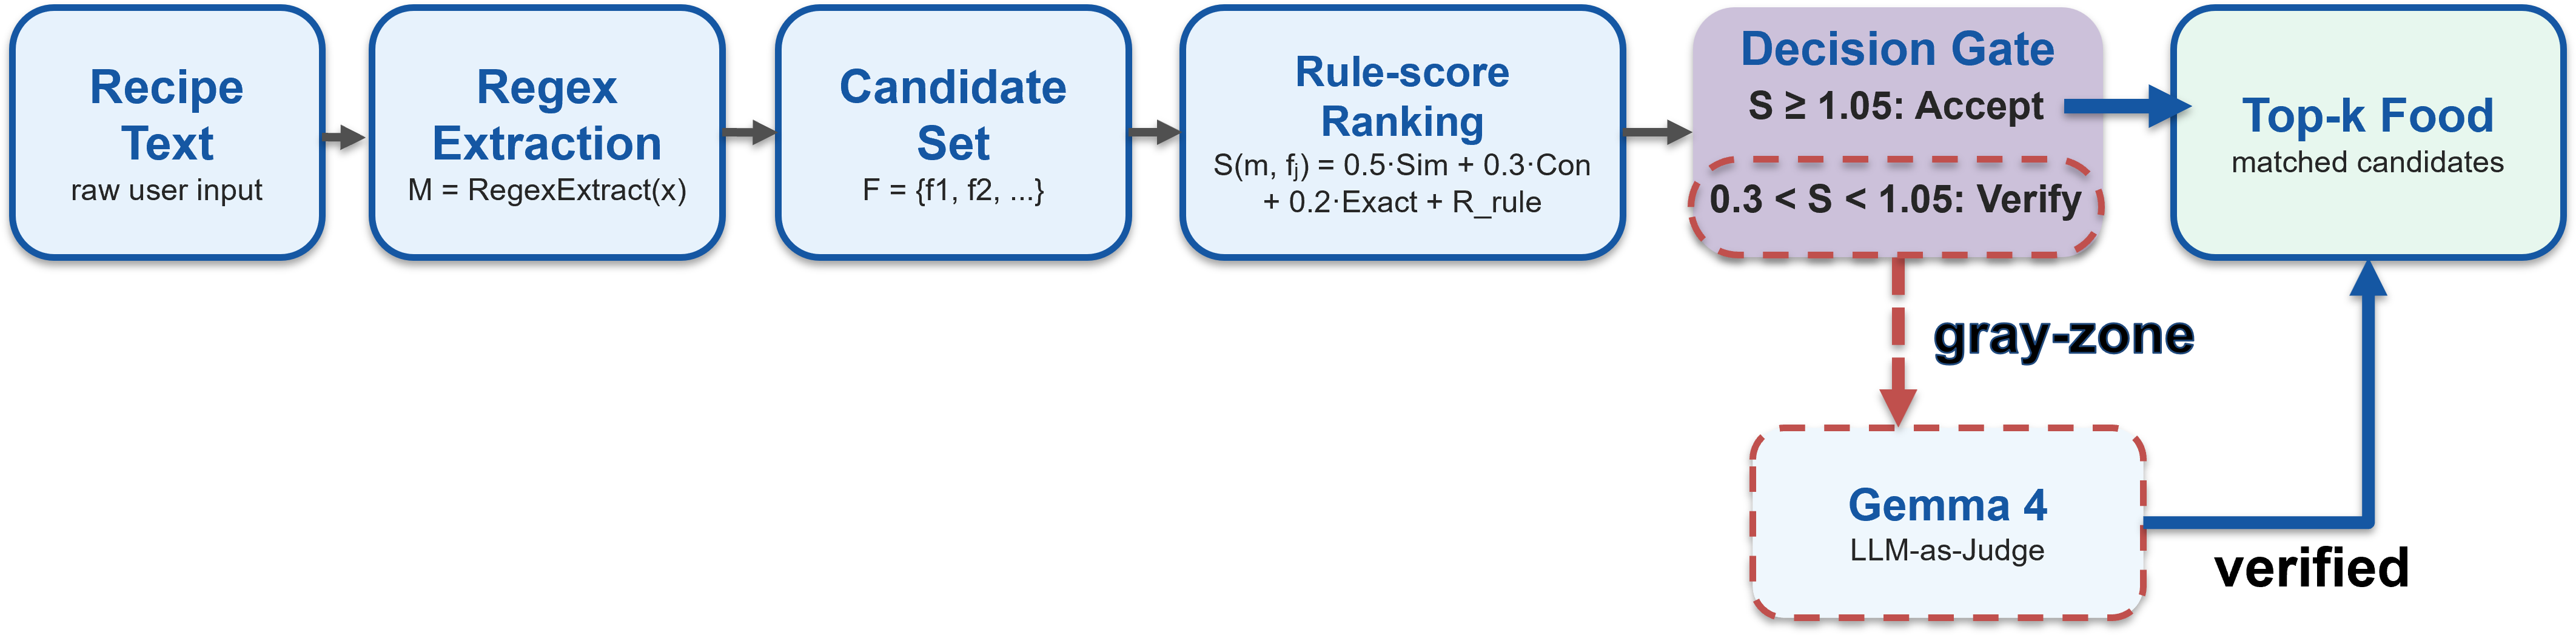 Recipe
Text
raw user input
Regex
Extraction
M = RegexExtract(x)
Candidate
Set
F = {f1, f2, ...}
Rule-score
Ranking
S(m, fⱼ) = 0.5·Sim + 0.3·Con
+ 0.2·Exact + R_rule
Decision Gate
S ≥ 1.05: Accept
0.3 < S < 1.05: Verify
Top-k Food
matched candidates
gray-zone
Gemma 4
LLM-as-Judge
verified